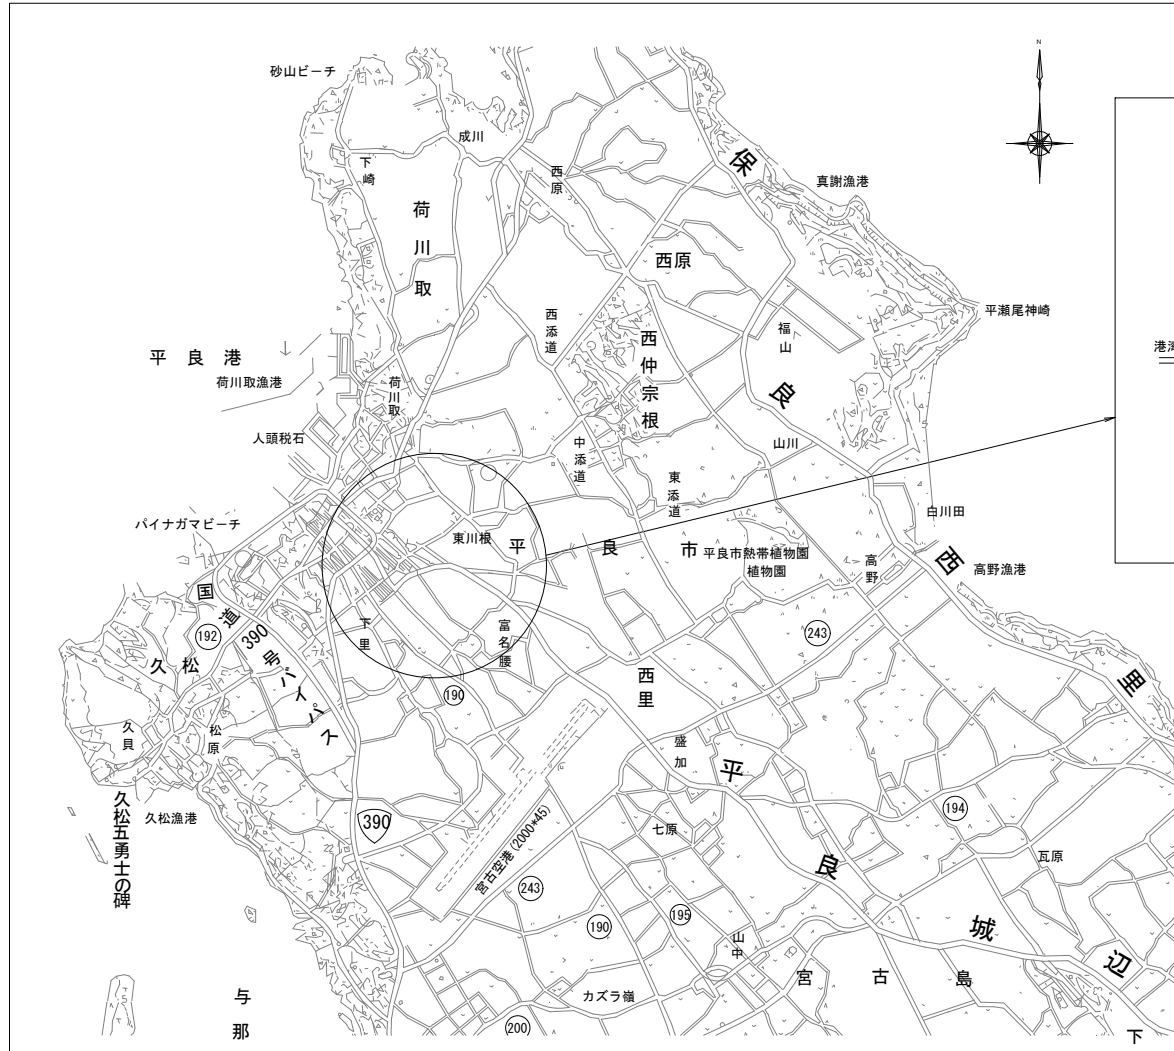 N
砂山ビーチ
成川
下崎
西原
保
真謝漁港
荷川取
西原
平瀬尾神崎
西添道
福山
西仲宗根
平良港
荷川取漁港
荷川取
港湾
良
人頭税石
中添道
山川
東添道
パイナガマビーチ
東川根
平良市
平良市熱帯植物園
植物園
白川田
高野
西
高野漁港
国道390号バイパス
192
下里
富名腰
243
久松
190
西里
里
久貝
松原
盛加
平
久松五勇士の碑
久松漁港
390
宮古空港(2000*45)
七原
194
瓦原
良
243
190
195
山中
城
辺
カズラ嶺
宮古島
与那
200
下